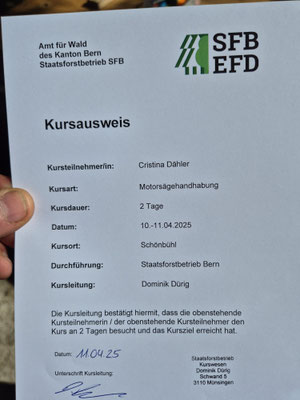 Amt für Wald
des Kanton Bern
Staatsforstbetrieb SFB
SFB
EFD
Kursausweis
Kursteilnehmer/in: Cristina Dähler
Kursart: Motorsägehandhabung
Kursdauer: 2 Tage
Datum: 10.-11.04.2025
Kursort: Schönbühl
Durchführung: Staatsforstbetrieb Bern
Kursleitung: Dominik Dürig
Die Kursleitung bestätigt hiermit, dass die obenstehende
Kursteilnehmerin / der obenstehende Kursteilnehmer den
Kurs an 2 Tagen besucht und das Kursziel erreicht hat.
Datum: 11.04.25
Unterschrift Kursleitung:
Staatsforstbetrieb
Kurswesen
Dominik Dürig
Schwand 5
3110 Münsingen